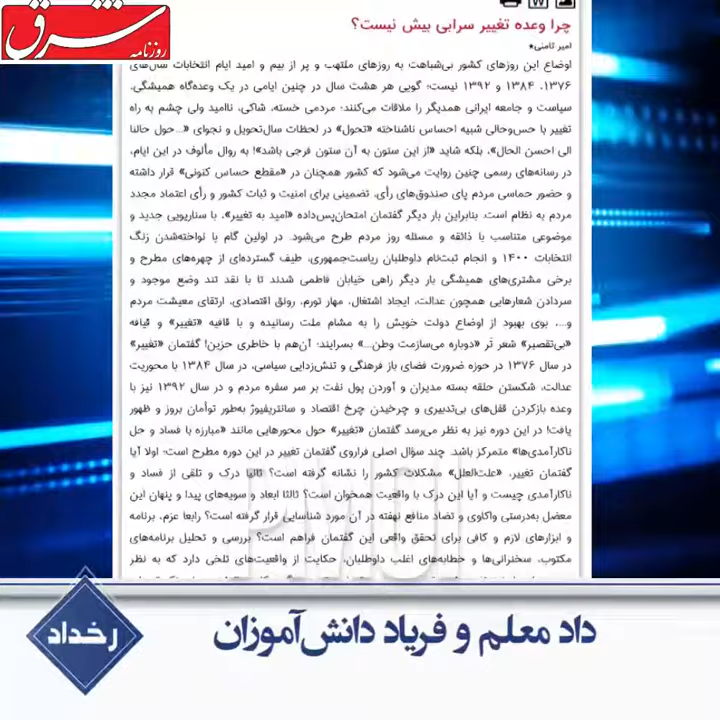 شرق
روزنامه
چرا وعده تغییر سرابی بیش نیست؟
امیر ثامنی*
اوضاع این روزهای کشور بی‌شباهت به روزهای ملتهب و پر از بیم و امید ایام انتخابات سال‌های
۱۳۷۶، ۱۳۸۴ و ۱۳۹۲ نیست؛ گویی هر هشت سال در چنین ایامی در یک وعده‌گاه همیشگی،
سیاست و جامعه ایرانی همدیگر را ملاقات می‌کنند؛ مردمی خسته، شاکی، ناامید ولی چشم به راه
تغییر با حس‌وحالی شبیه احساس ناشناخته «تحول» در لحظات سال‌تحویل و نجوای «...حول حالنا
الی احسن الحال»، بلکه شاید «از این ستون به آن ستون فرجی باشد»! به روال مألوف در این ایام،
در رسانه‌های رسمی چنین روایت می‌شود که کشور همچنان در «مقطع حساس کنونی» قرار داشته
و حضور حماسی مردم پای صندوق‌های رأی، تضمینی برای امنیت و ثبات کشور و رأی اعتماد مجدد
مردم به نظام است. بنابراین بار دیگر گفتمان امتحان‌پس‌داده «امید به تغییر»، با سناریویی جدید و
موضوعی متناسب با ذائقه و مسئله روز مردم طرح می‌شود. در اولین گام با نواخته‌شدن زنگ
انتخابات ۱۴۰۰ و انجام ثبت‌نام داوطلبان ریاست‌جمهوری، طیف گسترده‌ای از چهره‌های مطرح و
برخی مشتری‌های همیشگی بار دیگر راهی خیابان فاطمی شدند تا با نقد تند وضع موجود و
سردادن شعارهایی همچون عدالت، ایجاد اشتغال، مهار تورم، رونق اقتصادی، ارتقای معیشت مردم
و...، بوی بهبود از اوضاع دولت خویش را به مشام ملت رسانیده و با قافیه «تغییر» و قیافه
«بی‌تقصیر» شعر تَر «دوباره می‌سازمت وطن...» بسرایند؛ آن‌هم با خاطری حزین! گفتمان «تغییر»
در سال ۱۳۷۶ در حوزه ضرورت فضای باز فرهنگی و تنش‌زدایی سیاسی، در سال ۱۳۸۴ با محوریت
عدالت، شکستن حلقه بسته مدیران و آوردن پول نفت بر سر سفره مردم و در سال ۱۳۹۲ نیز با
وعده بازکردن قفل‌های بی‌تدبیری و چرخیدن چرخ اقتصاد و سانتریفیوژ به‌طور توأمان بروز و ظهور
یافت! در این دوره نیز به نظر می‌رسد گفتمان «تغییر» حول محورهایی مانند «مبارزه با فساد و حل
ناکارآمدی‌ها» متمرکز باشد. چند سؤال اصلی فراروی گفتمان تغییر در این دوره مطرح است؛ اولا آیا
گفتمان تغییر، «علت‌العلل» مشکلات کشور را نشانه گرفته است؟ ثانیا درک و تلقی از فساد و
ناکارآمدی چیست و آیا این درک با واقعیت همخوان است؟ ثالثا ابعاد و سویه‌های پیدا و پنهان این
معضل به‌درستی واکاوی و تضاد منافع نهفته در آن مورد شناسایی قرار گرفته است؟ رابعا عزم، برنامه
و ابزارهای لازم و کافی برای تحقق واقعی این گفتمان فراهم است؟ بررسی و تحلیل برنامه‌های
مکتوب، سخنرانی‌ها و خطابه‌های اغلب داوطلبان، حکایت از واقعیت‌های تلخی دارد که به نظر
PMOI
رخداد
داد معلم و فریاد دانش‌آموزان